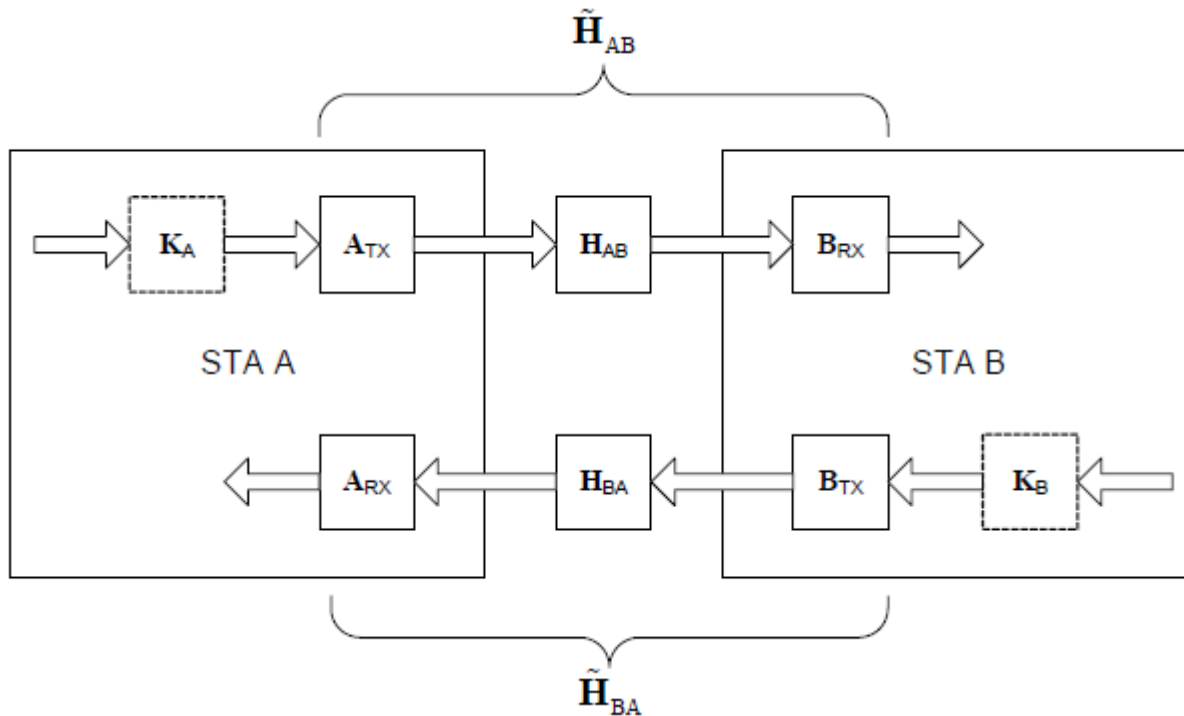 H̃AB
KA ATX HAB BRX
STA A STA B
ARX HBA BTX KB
H̃BA